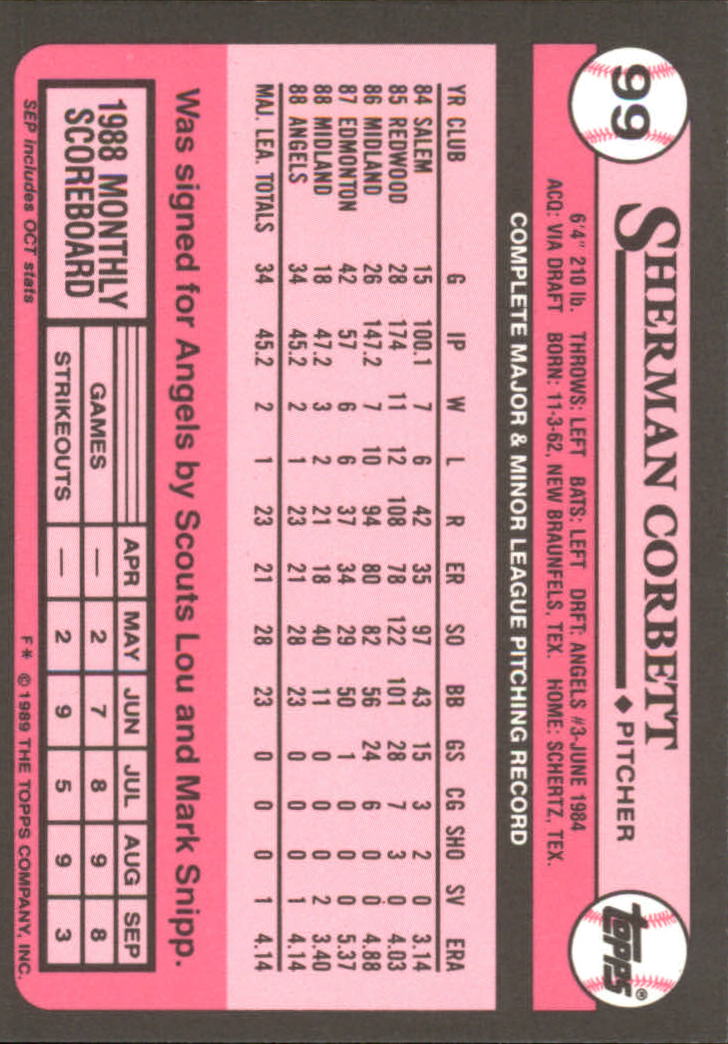 99
SHERMAN CORBETT
◆ PITCHER
topps®
6'4" 210 lb. THROWS: LEFT BATS: LEFT DRFT: ANGELS #3-JUNE 1984
ACQ: VIA DRAFT BORN: 11-3-62, NEW BRAUNFELS, TEX. HOME: SCHERTZ, TEX.
COMPLETE MAJOR & MINOR LEAGUE PITCHING RECORD
YR CLUB G IP W L R ER SO BB GS CG SHO SV ERA
84 SALEM 15 100.1 7 6 42 35 97 43 15 3 2 0 3.14
85 REDWOOD 28 174 11 12 108 78 122 101 28 7 3 0 4.03
86 MIDLAND 26 147.2 7 10 94 80 82 56 24 6 0 0 4.88
87 EDMONTON 42 57 6 6 37 34 29 50 1 0 0 0 5.37
88 MIDLAND 18 47.2 3 2 21 18 40 11 0 0 0 2 3.40
88 ANGELS 34 45.2 2 1 23 21 28 23 0 0 0 1 4.14
MAJ. LEA. TOTALS 34 45.2 2 1 23 21 28 23 0 0 0 1 4.14
Was signed for Angels by Scouts Lou and Mark Snipp.
1988 MONTHLY
SCOREBOARD
APR MAY JUN JUL AUG SEP
GAMES — 2 7 8 9 8
STRIKEOUTS — 2 9 5 9 3
SEP includes OCT stats
F* © 1989 THE TOPPS COMPANY, INC.